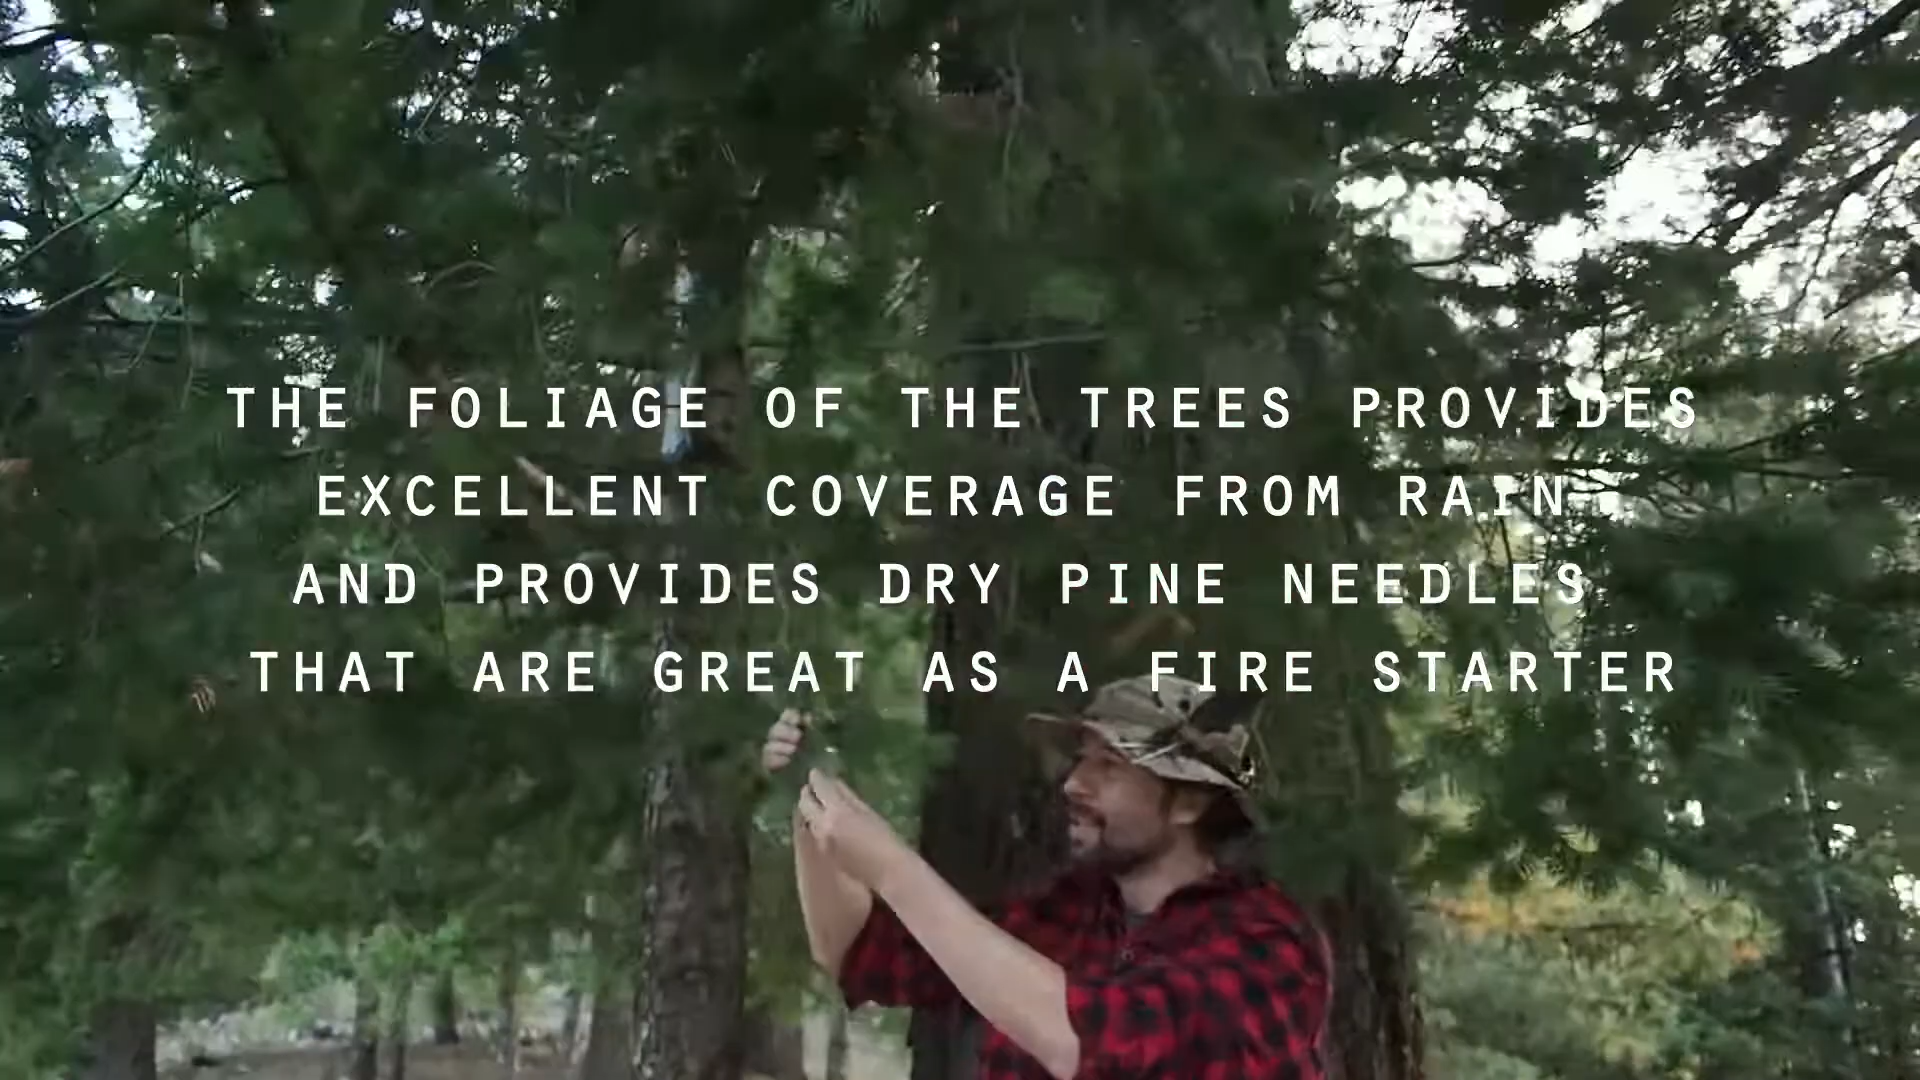 THE FOLIAGE OF THE TREES PROVIDES
EXCELLENT COVERAGE FROM RAIN
AND PROVIDES DRY PINE NEEDLES
THAT ARE GREAT AS A FIRE STARTER